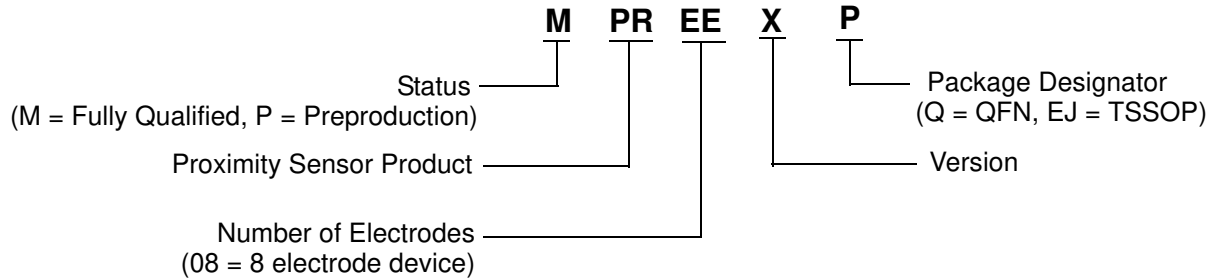 M PR EE X P
Status
(M = Fully Qualified, P = Preproduction)
Package Designator
(Q = QFN, EJ = TSSOP)
Proximity Sensor Product
Version
Number of Electrodes
(08 = 8 electrode device)